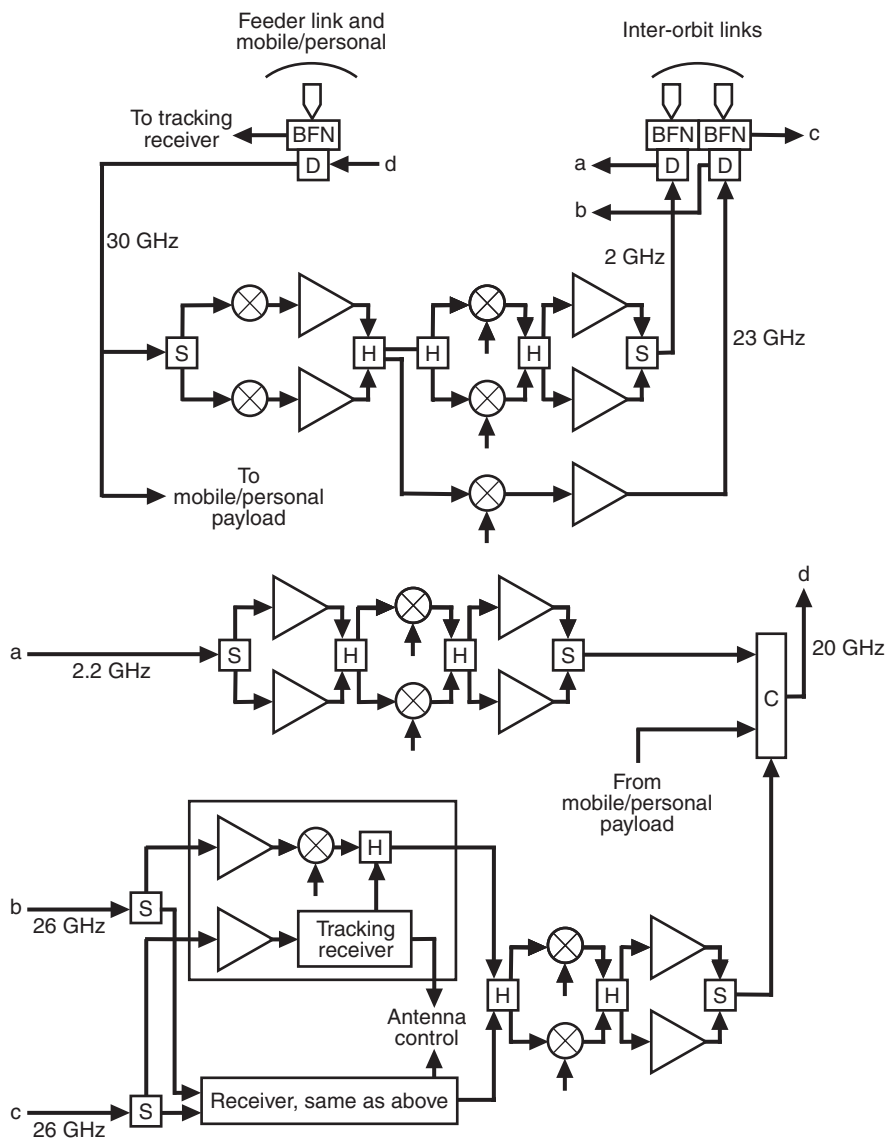 Feeder link and
mobile/personal
Inter-orbit links
To tracking
receiver
BFN
BFN
BFN
c
D
d
a
D
D
b
30 GHz
2 GHz
23 GHz
S
H
H
H
S
To
mobile/personal
payload
d
a
2.2 GHz
S
H
H
S
20 GHz
C
From
mobile/personal
payload
H
b
26 GHz
S
Tracking
receiver
H
H
S
Antenna
control
c
26 GHz
S
Receiver, same as above